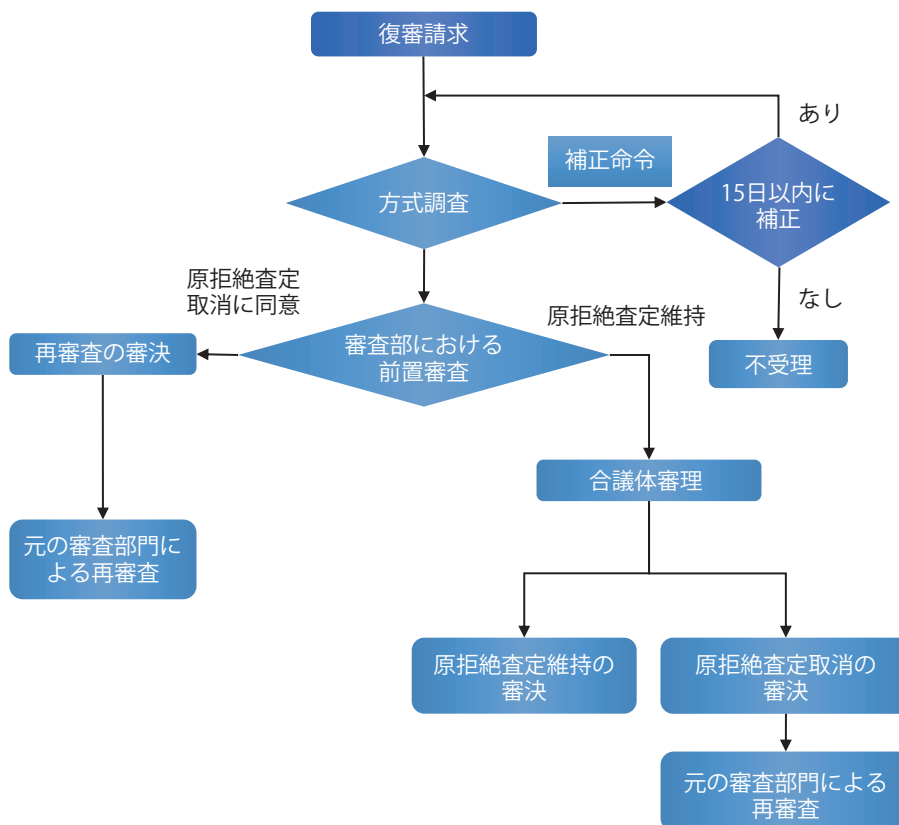 復審請求
あり
補正命令
15日以内に
補正
方式調査
原拒絶査定
取消に同意
なし
原拒絶査定維持
再審査の審決
審査部における
前置審査
不受理
合議体審理
元の審査部門に
よる再審査
原拒絶査定維持の
審決
原拒絶査定取消の
審決
元の審査部門による
再審査